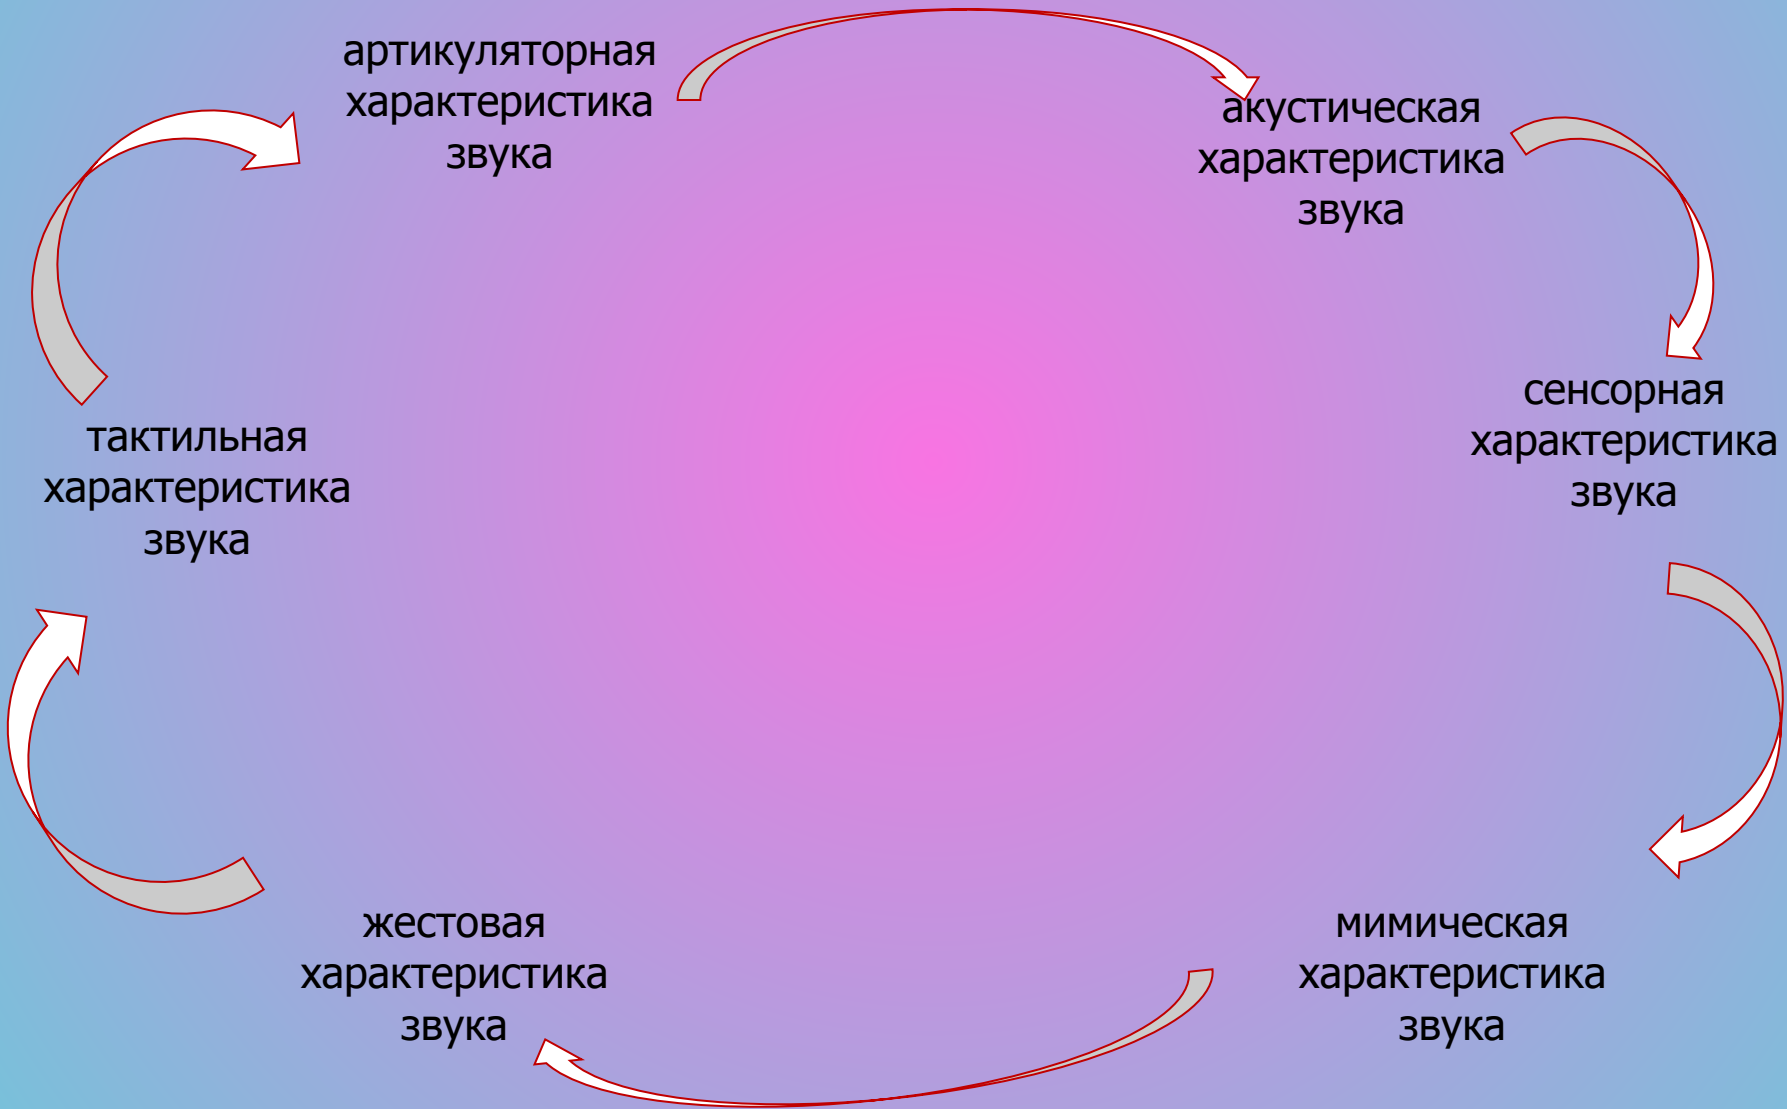 артикуляторная
характеристика
звука
акустическая
характеристика
звука
сенсорная
характеристика
звука
мимическая
характеристика
звука
жестовая
характеристика
звука
тактильная
характеристика
звука